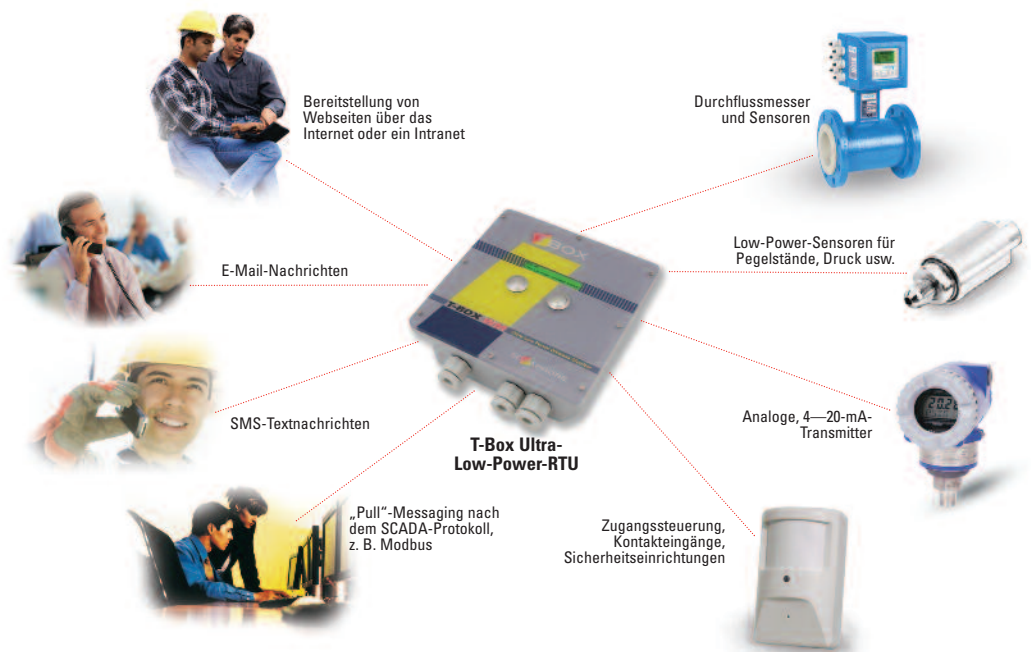 Bereitstellung von
Webseiten über das
Internet oder ein Intranet
Durchflussmesser
und Sensoren
E-Mail-Nachrichten
Low-Power-Sensoren für
Pegelstände, Druck usw.
BOX
T-BOX
SMS-Textnachrichten
Analoge, 4—20-mA-
Transmitter
T-Box Ultra-
Low-Power-RTU
„Pull“-Messaging nach
dem SCADA-Protokoll,
z. B. Modbus
Zugangssteuerung,
Kontakteingänge,
Sicherheitseinrichtungen